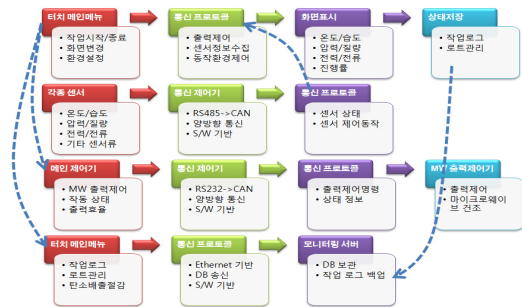 터치 메인메뉴
• 작업시작/종료
• 화면변경
• 환경설정
통신 프로토콜
• 출력제어
• 센서정보수집
• 동작환경제어
화면표시
• 온도/습도
• 압력/질량
• 전력/전류
• 진행률
상태저장
• 작업로그
• 로트관리
각종 센서
• 온도/습도
• 압력/질량
• 전력/전류
• 기타 센서류
통신 제어기
• RS485->CAN
• 양방향 통신
• S/W 기반
통신 프로토콜
• 센서 상태
• 센서 제어동작
메인 제어기
• MW 출력제어
• 작동 상태
• 출력효율
통신 제어기
• RS232->CAN
• 양방향 통신
• S/W 기반
통신 프로토콜
• 출력제어명령
• 상태 정보
MW 출력제어기
• 출력제어
• 마이크로웨이
브 건조
터치 메인메뉴
• 작업로그
• 로트관리
• 탄소배출절감
통신 프로토콜
• Ethernet 기반
• DB 송신
• S/W 기반
모니터링 서버
• DB 보관
• 작업 로그 백업